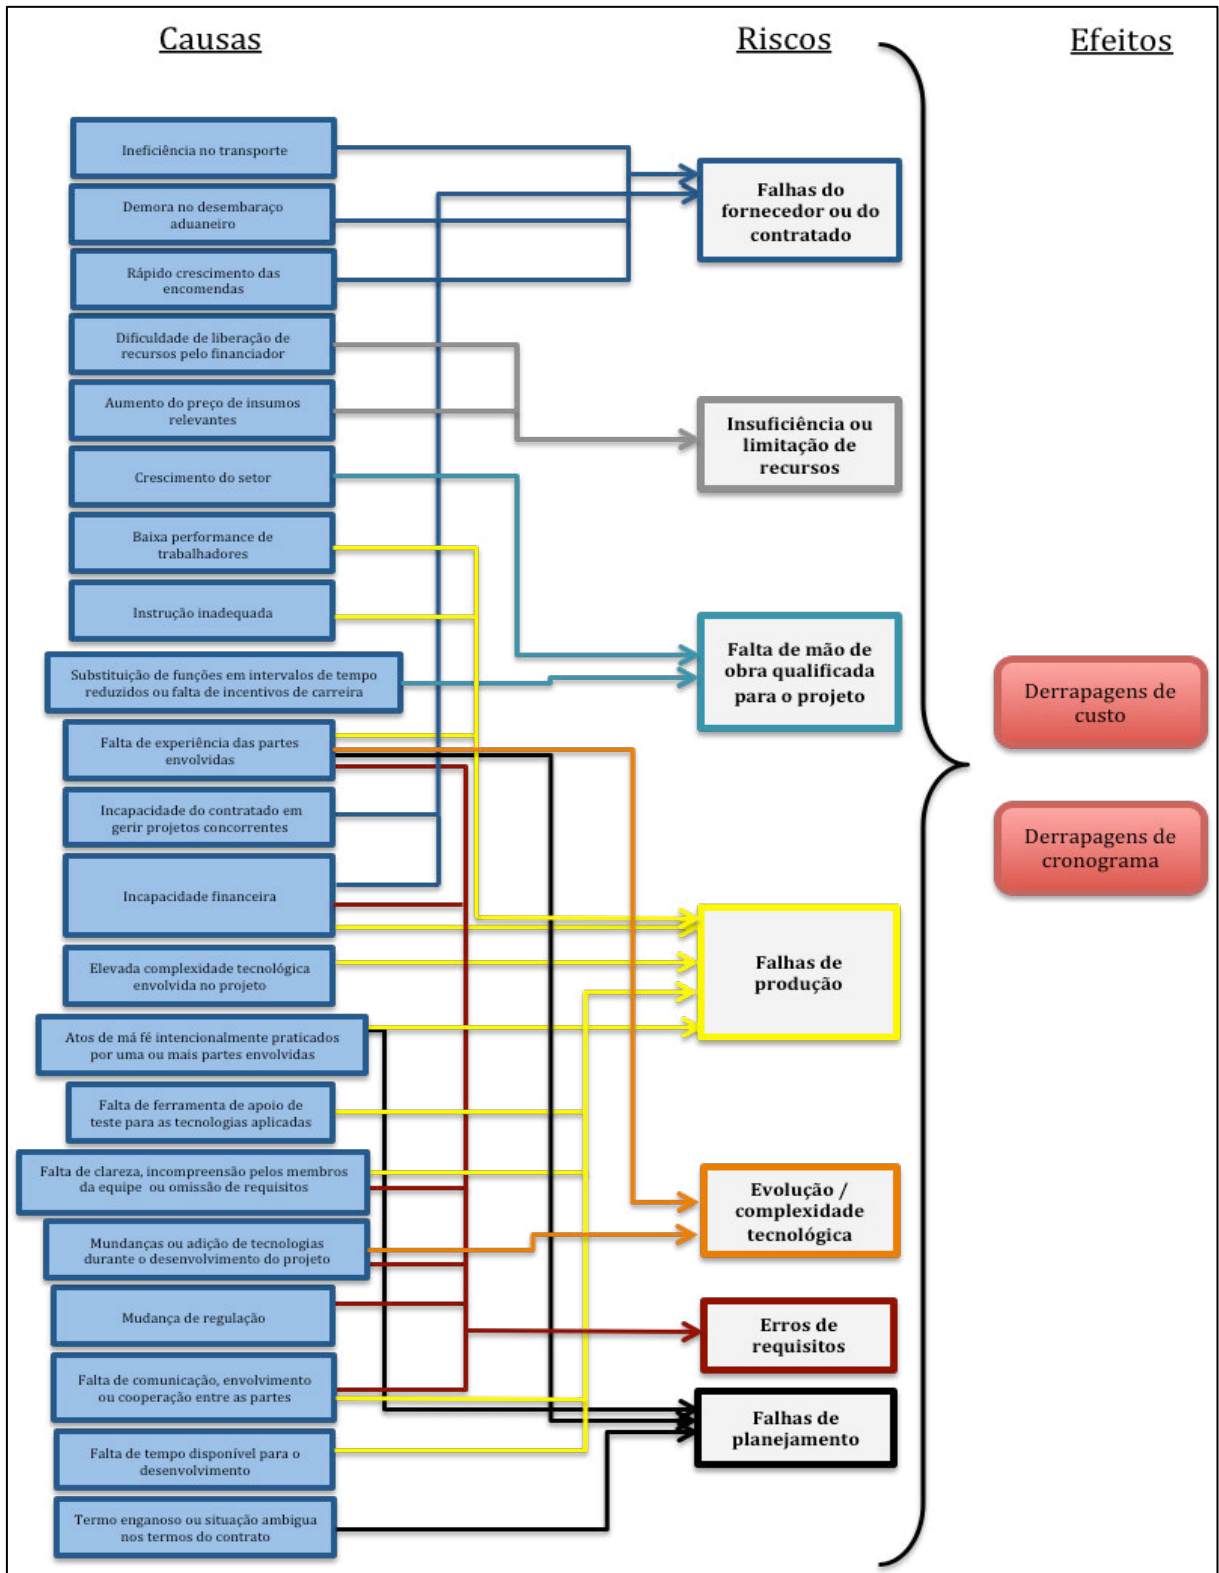 Causas
Riscos
Efeitos
Ineficiência no transporte
Demora no desembaraço
aduaneiro
Rápido crescimento das
encomendas
Dificuldade de liberação de
recursos pelo financiador
Aumento do preço de insumos
relevantes
Crescimento do setor
Baixa performance de
trabalhadores
Instrução inadequada
Substituição de funções em intervalos de tempo
reduzidos ou falta de incentivos de carreira
Falta de experiência das partes
envolvidas
Incapacidade do contratado em
gerir projetos concorrentes
Incapacidade financeira
Elevada complexidade tecnológica
envolvida no projeto
Atos de má fé intencionalmente praticados
por uma ou mais partes envolvidas
Falta de ferramenta de apoio de
teste para as tecnologias aplicadas
Falta de clareza, incompreensão pelos membros
da equipe ou omissão de requisitos
Mundanças ou adição de tecnologias
durante o desenvolvimento do projeto
Mudança de regulação
Falta de comunicação, envolvimento
ou cooperação entre as partes
Falta de tempo disponível para o
desenvolvimento
Termo enganoso ou situação ambigua
nos termos do contrato
Falhas do
fornecedor ou do
contratado
Insuficiência ou
limitação de
recursos
Falta de mão de
obra qualificada
para o projeto
Falhas de
produção
Evolução /
complexidade
tecnológica
Erros de
requisitos
Falhas de
planejamento
Derrapagens de
custo
Derrapagens de
cronograma